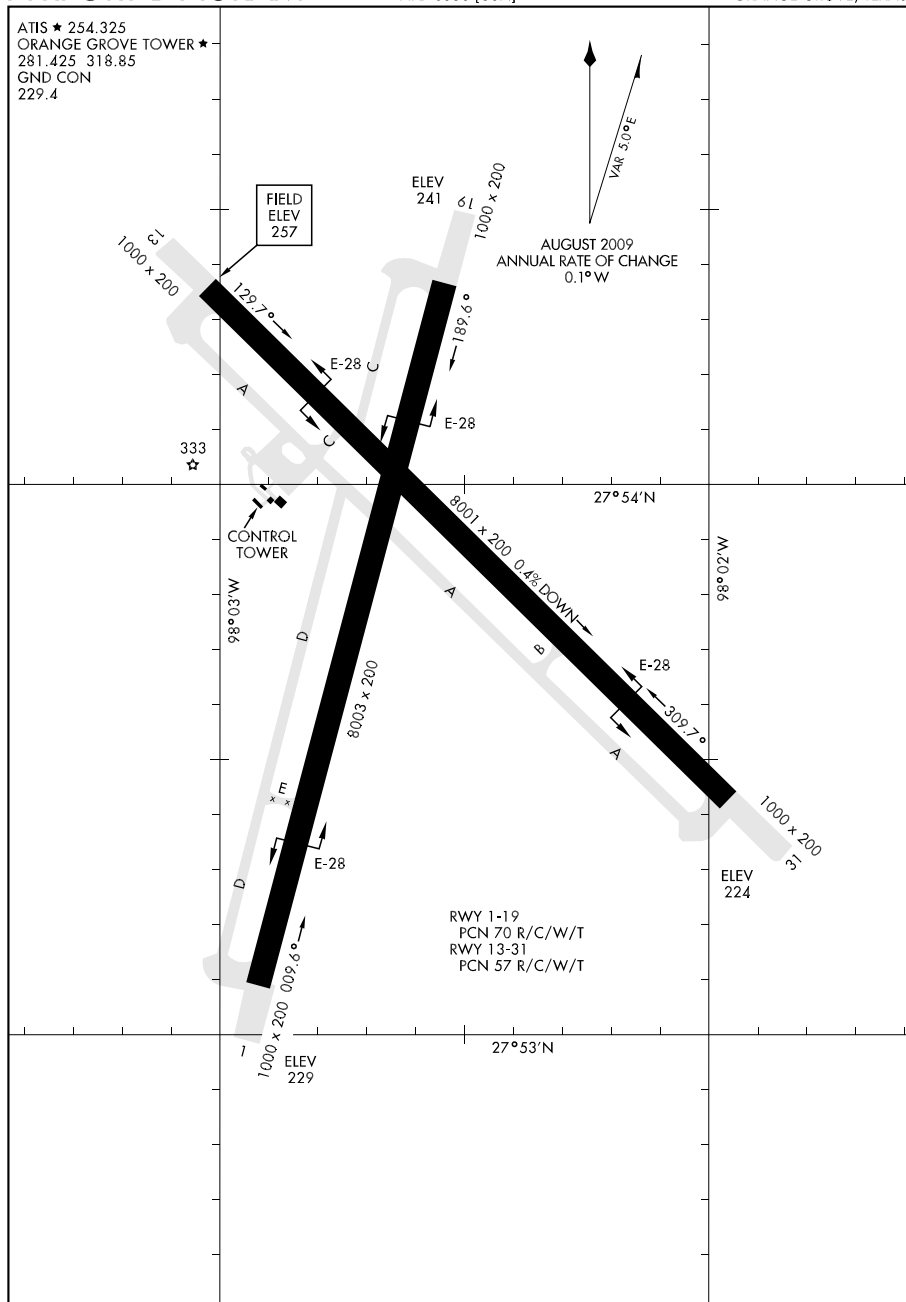 ATIS ★ 254.325
ORANGE GROVE TOWER ★
281.425 318.85
GND CON
229.4
VAR 5.0°E
AUGUST 2009
ANNUAL RATE OF CHANGE
0.1° W
FIELD
ELEV
257
ELEV
241
19
1000 x 200
13
1000 x 200
129.7°
189.6°
E-28
C
A
C
E-28
333
CONTROL
TOWER
27°54'N
98°03'W
98°02'W
8001 x 200 0.4% DOWN
A
B
D
8003 x 200
E-28
309.7°
A
E
1000 x 200
31
ELEV
224
E-28
D
RWY 1-19
PCN 70 R/C/W/T
RWY 13-31
PCN 57 R/C/W/T
009.6°
1000 x 200
1
ELEV
229
27°53'N